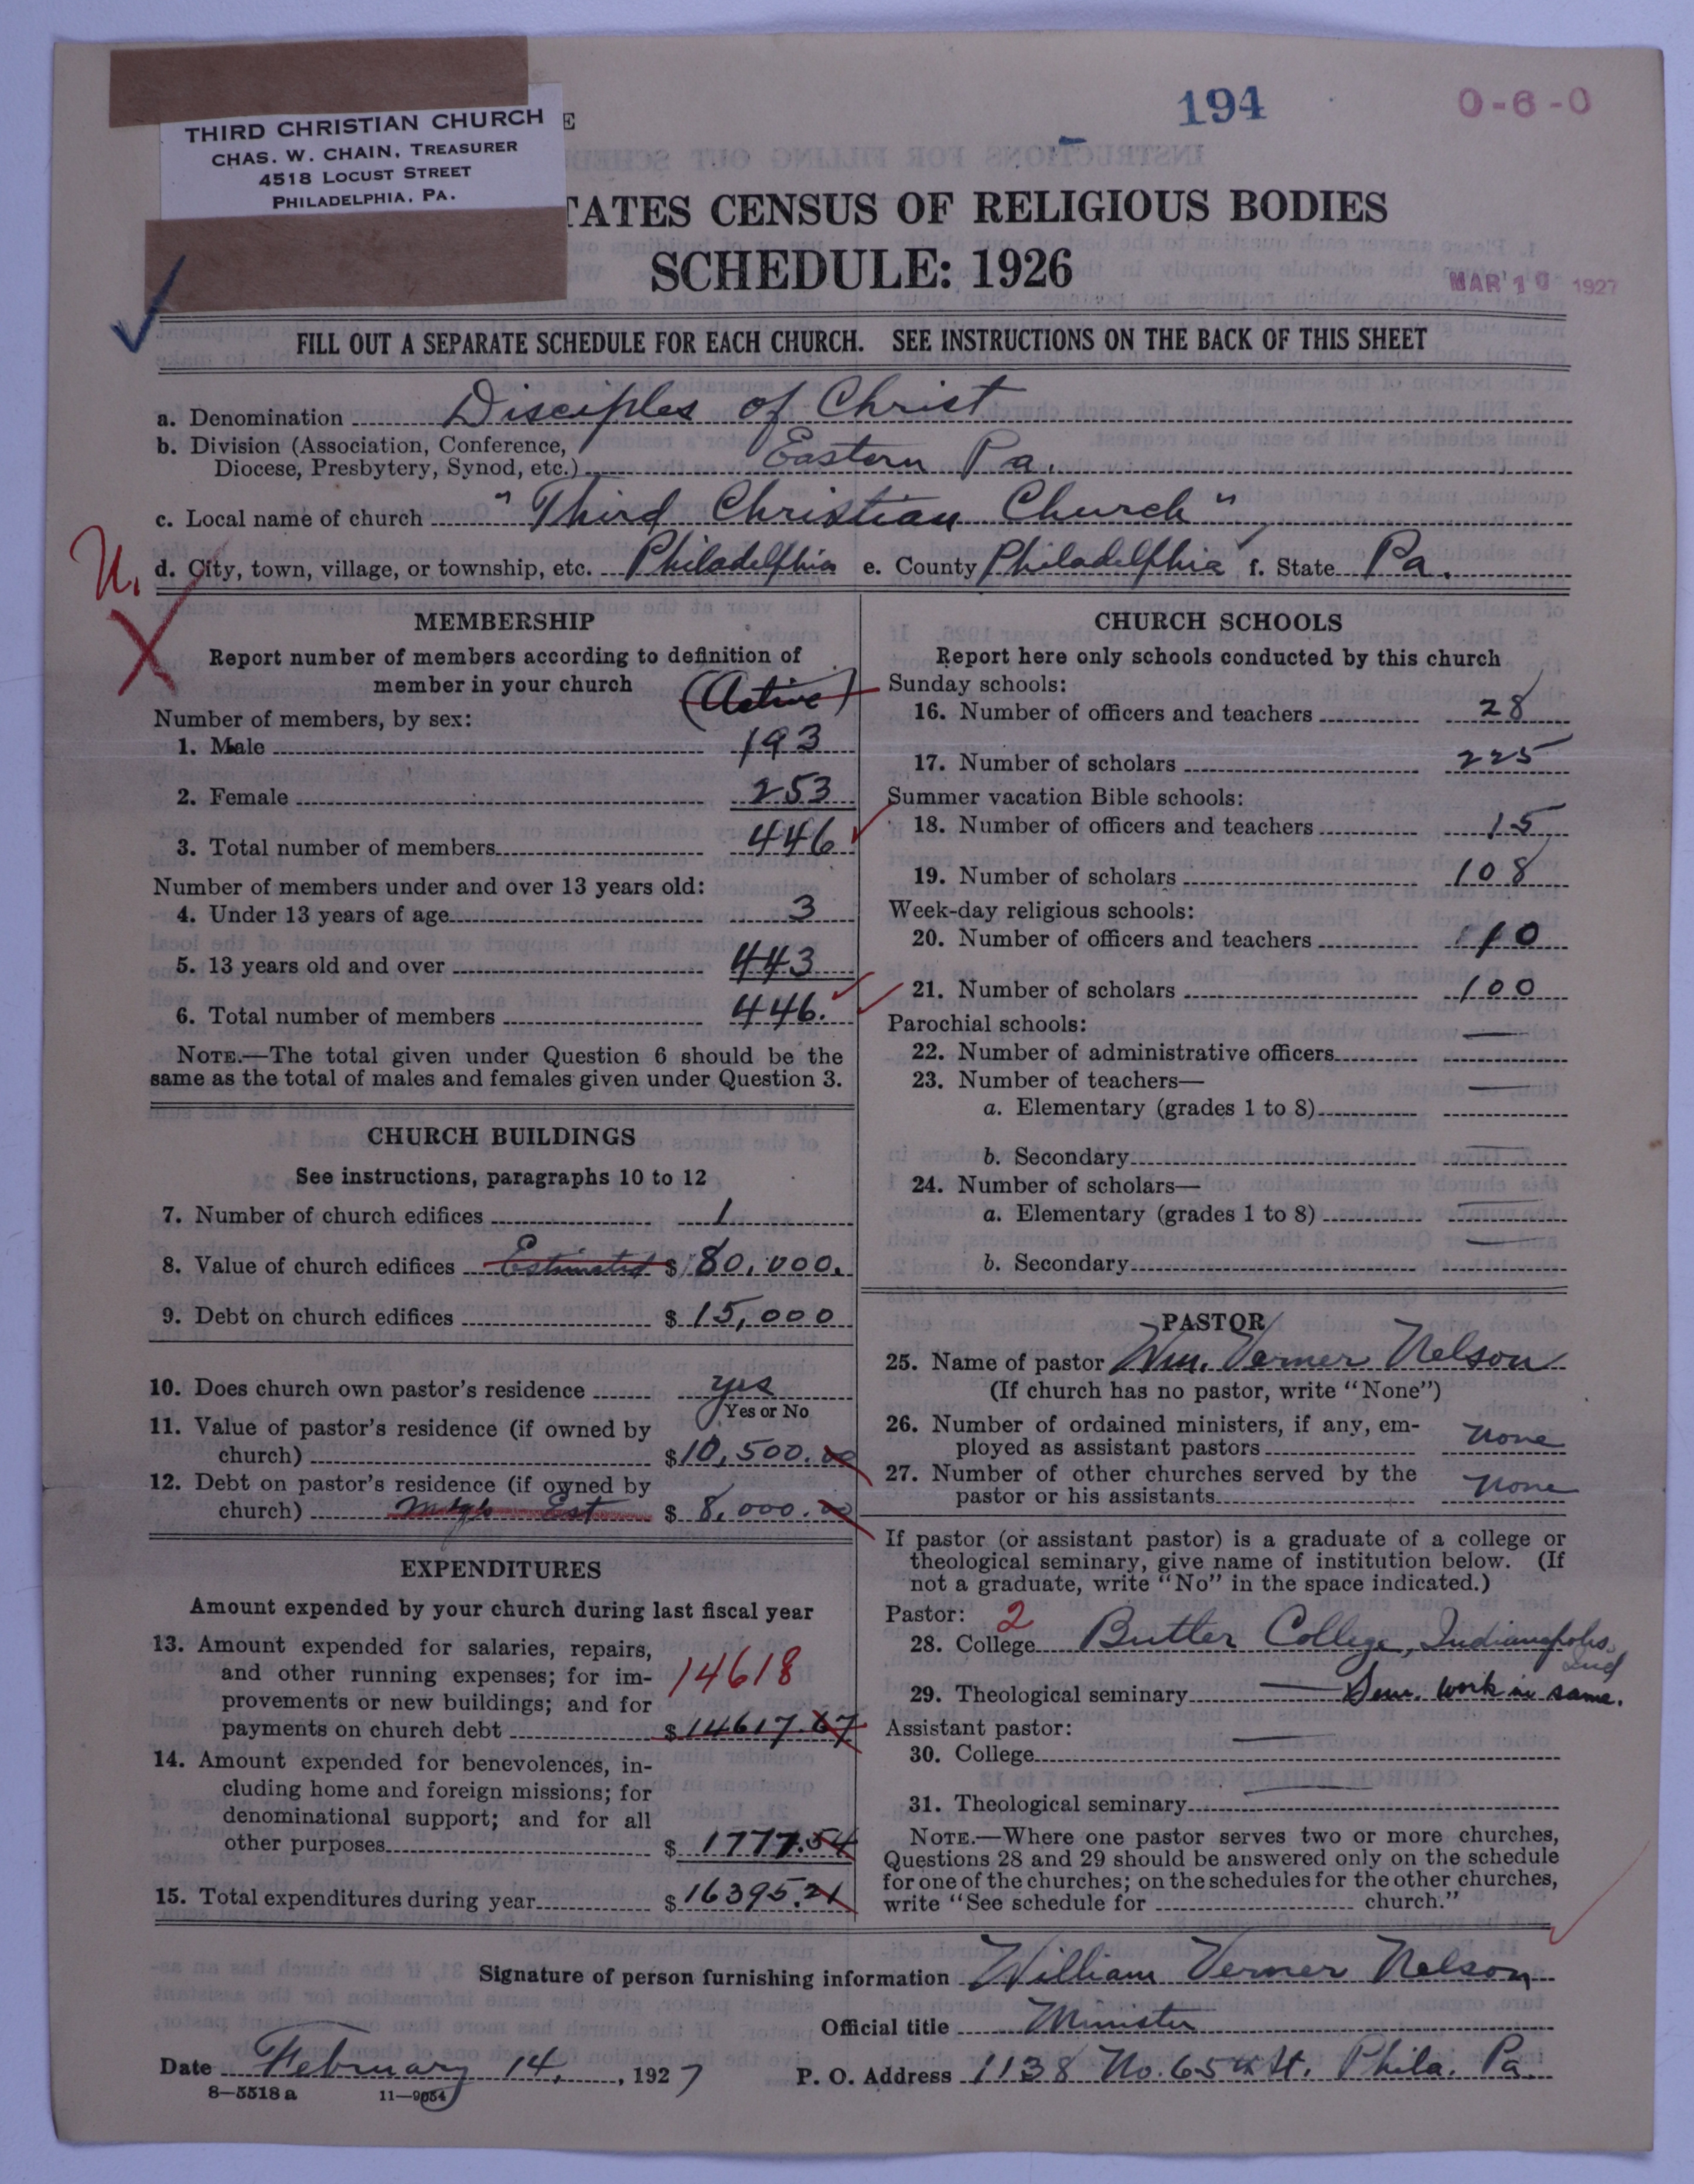 194
0-6-0
THIRD CHRISTIAN CHURCH
CHAS. W. CHAIN, TREASURER
4518 LOCUST STREET
PHILADELPHIA, PA.
E
TATES CENSUS OF RELIGIOUS BODIES
SCHEDULE: 1926
MAR 10 1927
FILL OUT A SEPARATE SCHEDULE FOR EACH CHURCH. SEE INSTRUCTIONS ON THE BACK OF THIS SHEET
a. Denomination Disciples of Christ
b. Division (Association, Conference,
Diocese, Presbytery, Synod, etc.) Eastern Pa.
c. Local name of church "Third Christian Church"
U.
d. City, town, village, or township, etc. Philadelphia e. County Philadelphia f. State Pa.
MEMBERSHIP
Report number of members according to definition of
member in your church (Active)
Number of members, by sex:
1. Male 193
2. Female 253
3. Total number of members 446
Number of members under and over 13 years old:
4. Under 13 years of age 3
5. 13 years old and over 443
6. Total number of members 446.
NOTE.—The total given under Question 6 should be the
same as the total of males and females given under Question 3.
CHURCH BUILDINGS
See instructions, paragraphs 10 to 12
7. Number of church edifices 1
8. Value of church edifices Estimated $ 80,000.
9. Debt on church edifices $ 15,000
10. Does church own pastor's residence yes
Yes or No
11. Value of pastor's residence (if owned by
church) $10,500.00
12. Debt on pastor's residence (if owned by
church) Mtge Est $ 8,000.00
EXPENDITURES
Amount expended by your church during last fiscal year
13. Amount expended for salaries, repairs,
and other running expenses; for im-
14618
provements or new buildings; and for
payments on church debt $14617.67
14. Amount expended for benevolences, in-
cluding home and foreign missions; for
denominational support; and for all
other purposes $ 1777.54
15. Total expenditures during year $16395.21
CHURCH SCHOOLS
Report here only schools conducted by this church
Sunday schools:
16. Number of officers and teachers 28
17. Number of scholars 225
Summer vacation Bible schools:
18. Number of officers and teachers 15
19. Number of scholars 108
Week-day religious schools:
20. Number of officers and teachers 10
21. Number of scholars 100
Parochial schools:
22. Number of administrative officers —
23. Number of teachers— —
a. Elementary (grades 1 to 8)
b. Secondary —
24. Number of scholars—
a. Elementary (grades 1 to 8) —
b. Secondary —
PASTOR
25. Name of pastor Wm. Verner Nelson
(If church has no pastor, write "None")
26. Number of ordained ministers, if any, em-
ployed as assistant pastors none
27. Number of other churches served by the
pastor or his assistants none
If pastor (or assistant pastor) is a graduate of a college or
theological seminary, give name of institution below. (If
not a graduate, write "No" in the space indicated.)
Pastor: 2
28. College Butler College, Indianapolis,
Ind
29. Theological seminary — Sem. work in same.
Assistant pastor:
30. College —
31. Theological seminary —
NOTE.—Where one pastor serves two or more churches,
Questions 28 and 29 should be answered only on the schedule
for one of the churches; on the schedules for the other churches,
write "See schedule for church."
Signature of person furnishing information William Verner Nelson
Official title Minister
Date February 14, , 1927 P. O. Address 1138 No. 65th St. Phila. Pa.
8—5518 a 11—9054